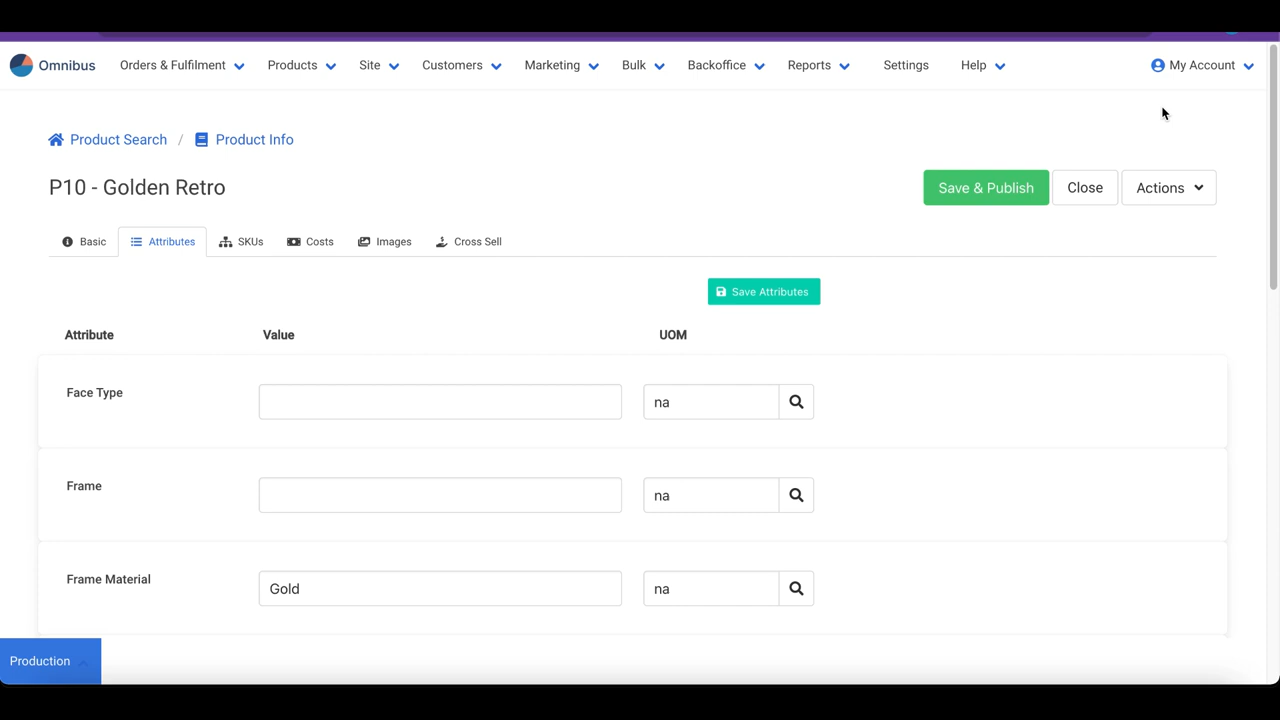 Omnibus Orders & Fulfilment Products Site Customers Marketing Bulk Backoffice Reports Settings Help My Account
Product Search / Product Info
P10 - Golden Retro
Save & Publish Close Actions
Basic Attributes SKUs Costs Images Cross Sell
Save Attributes
Attribute Value UOM
Face Type na
Frame na
Frame Material Gold na
Production